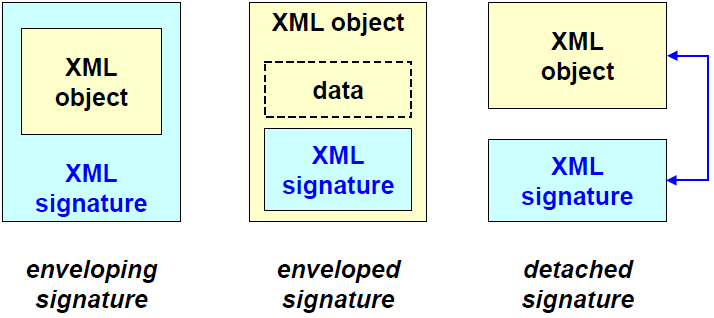 XML
object
XML
signature
enveloping
signature
XML object
data
XML
signature
enveloped
signature
XML
object
XML
signature
detached
signature